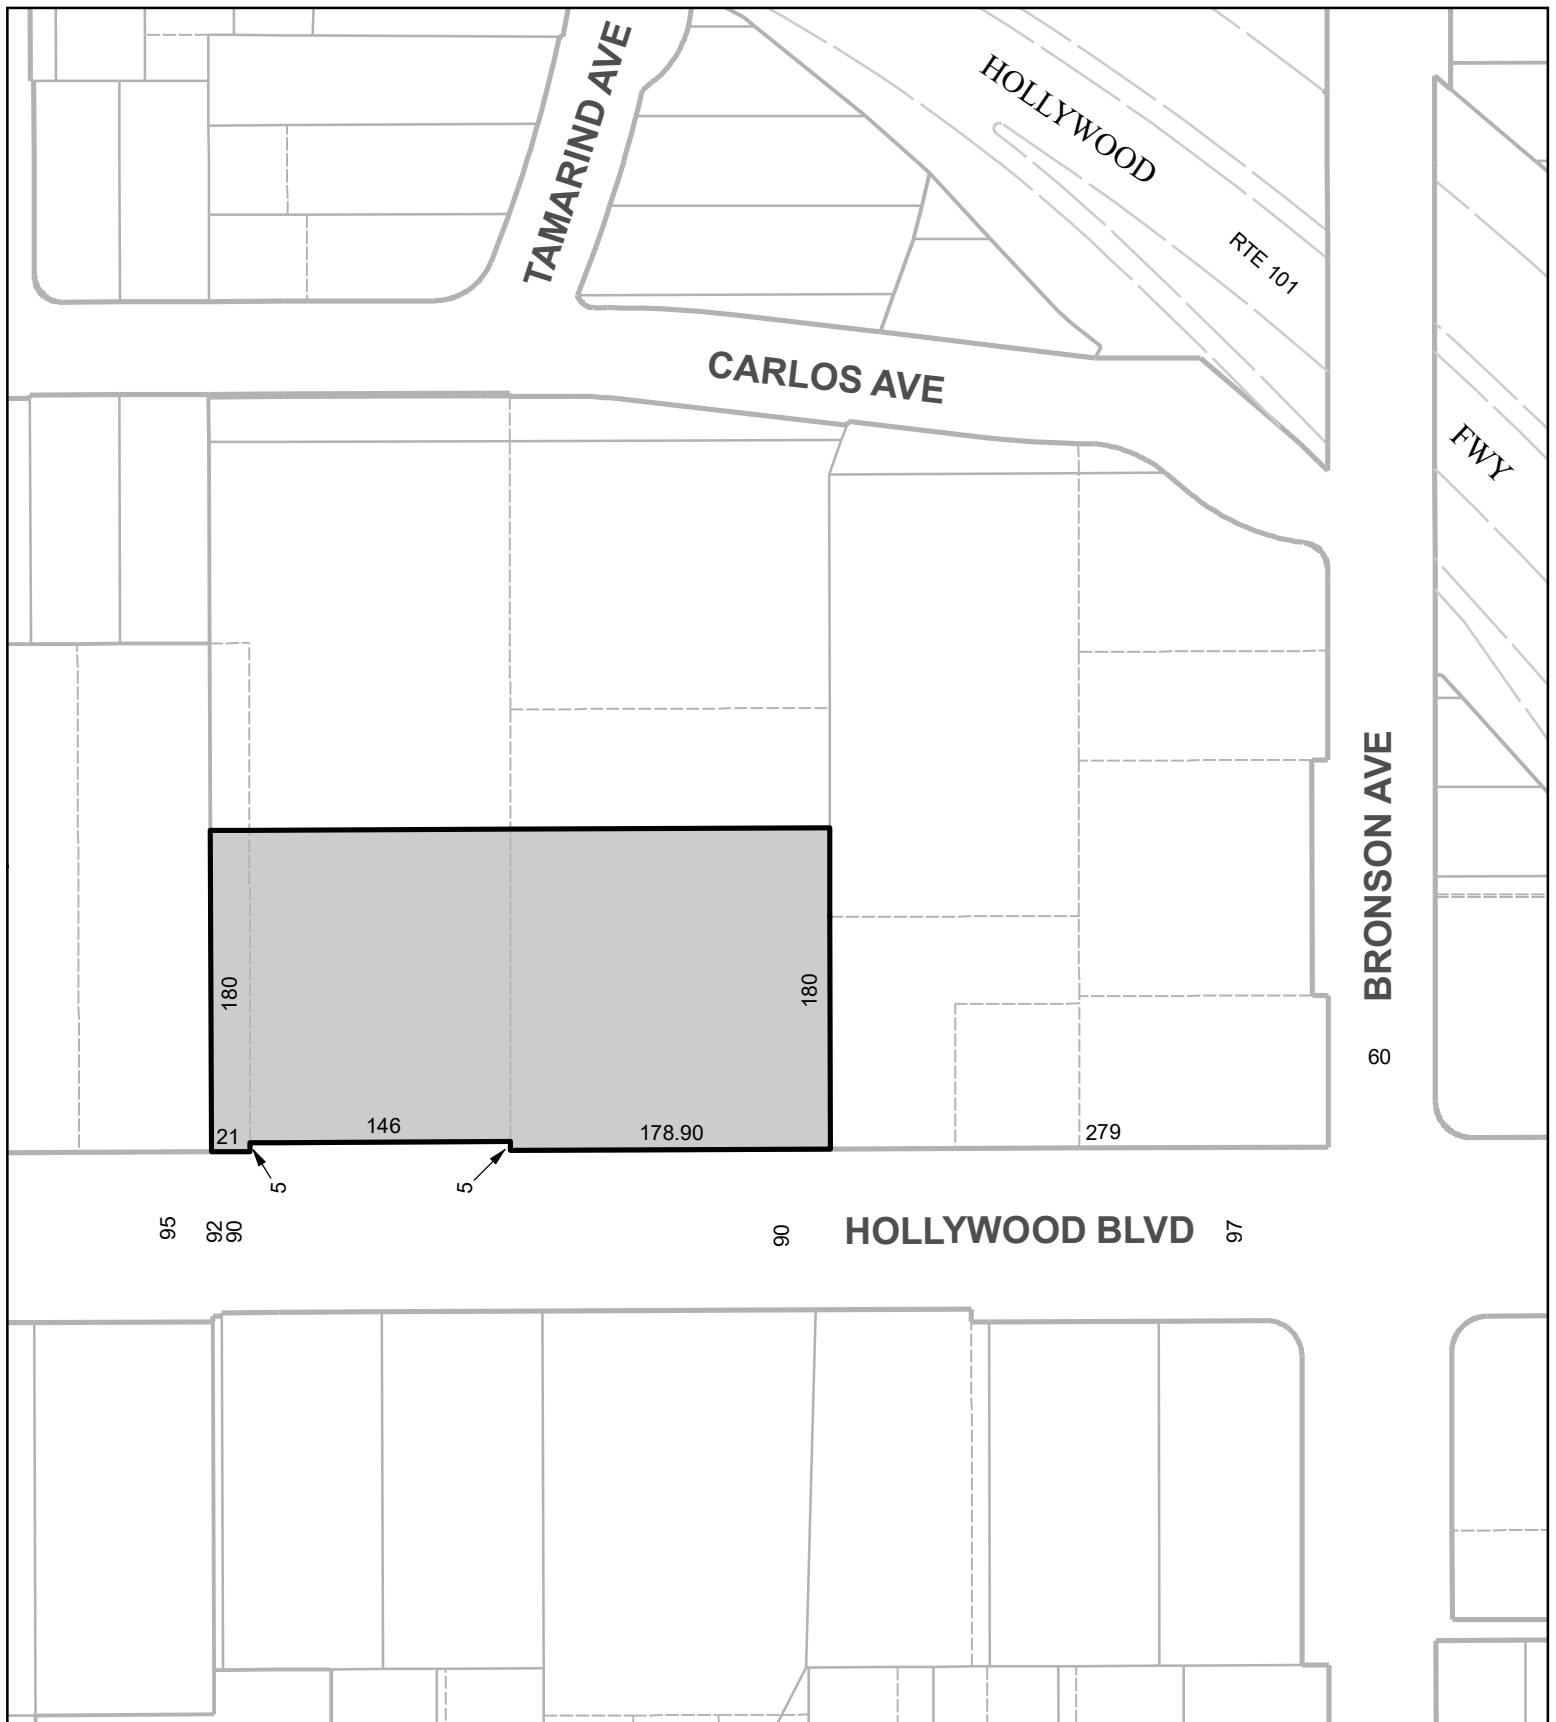 TAMARIND AVE
HOLLYWOOD
RTE 101
CARLOS AVE
FWY
BRONSON AVE
180
180
60
21
146
178.90
279
5
5
95
92
90
90
HOLLYWOOD BLVD
97